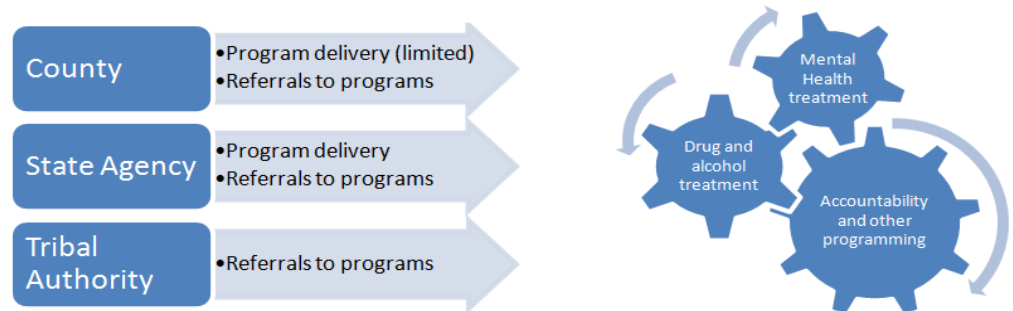 County
•Program delivery (limited)
•Referrals to programs
State Agency
•Program delivery
•Referrals to programs
Tribal
Authority
•Referrals to programs
Mental
Health
treatment
Drug and
alcohol
treatment
Accountability
and other
programming